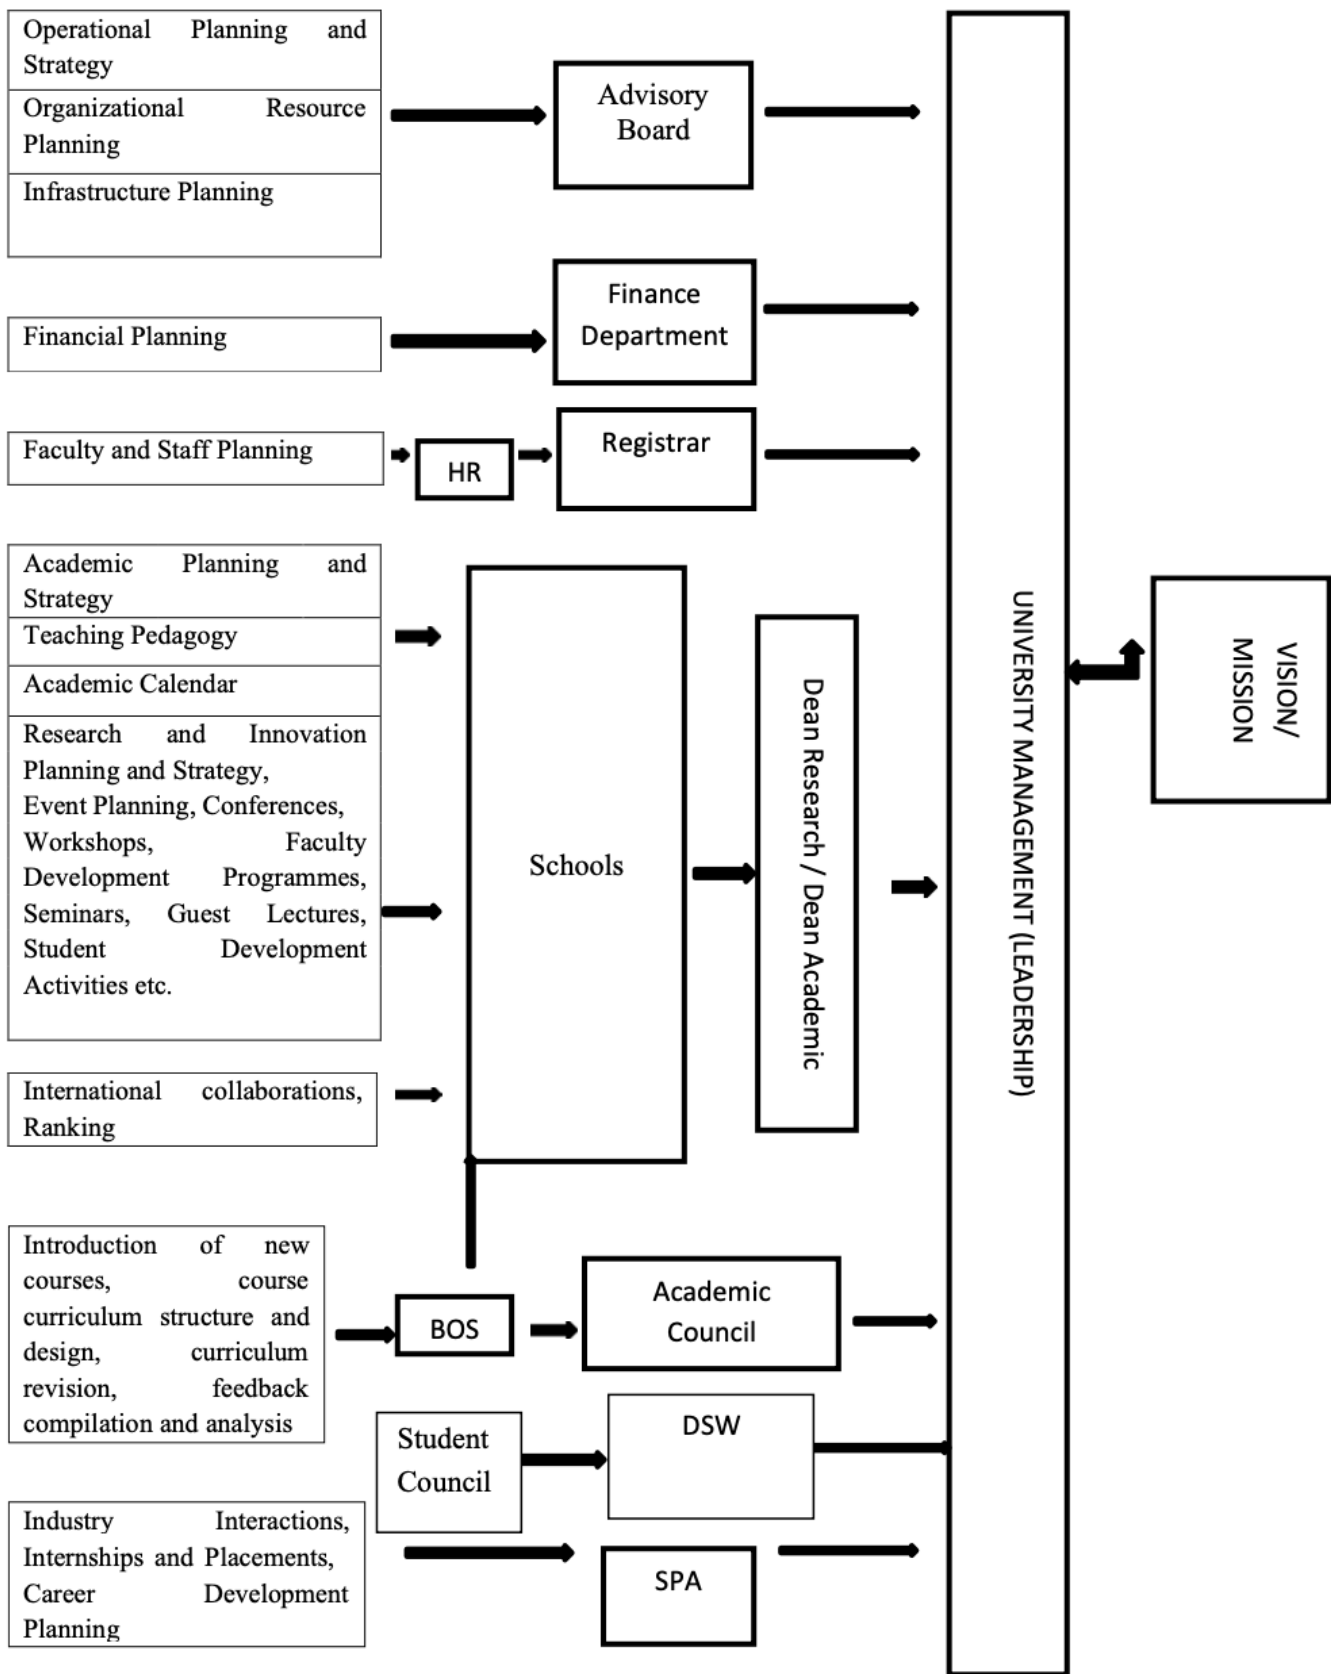 Operational Planning and
Strategy
Organizational Resource
Planning
Infrastructure Planning
Advisory
Board
Financial Planning
Finance
Department
Faculty and Staff Planning
HR
Registrar
Academic Planning and
Strategy
Teaching Pedagogy
Academic Calendar
Research and Innovation
Planning and Strategy,
Event Planning, Conferences,
Workshops, Faculty
Development Programmes,
Seminars, Guest Lectures,
Student Development
Activities etc.
International collaborations,
Ranking
Schools
Dean Research / Dean Academic
UNIVERSITY MANAGEMENT (LEADERSHIP)
VISION/
MISSION
Introduction of new
courses, course
curriculum structure and
design, curriculum
revision, feedback
compilation and analysis
BOS
Academic
Council
Student
Council
DSW
Industry Interactions,
Internships and Placements,
Career Development
Planning
SPA